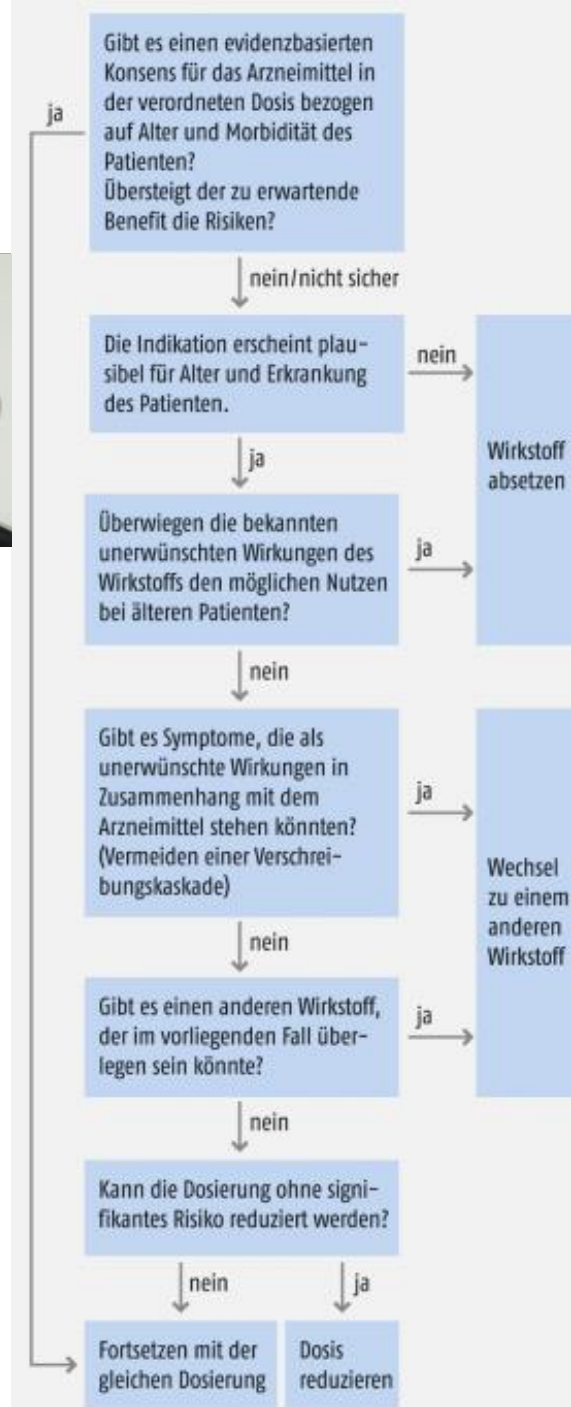 Gibt es einen evidenzbasierten
Konsens für das Arzneimittel in
der verordneten Dosis bezogen
auf Alter und Morbidität des
Patienten?
Übersteigt der zu erwartende
Benefit die Risiken?
ja
nein/nicht sicher
Die Indikation erscheint plau-
sibel für Alter und Erkrankung
des Patienten.
nein
Wirkstoff
absetzen
ja
Überwiegen die bekannten
unerwünschten Wirkungen des
Wirkstoffs den möglichen Nutzen
bei älteren Patienten?
ja
nein
Gibt es Symptome, die als
unerwünschte Wirkungen in
Zusammenhang mit dem
Arzneimittel stehen könnten?
(Vermeiden einer Verschrei-
bungskaskade)
ja
Wechsel
zu einem
anderen
Wirkstoff
nein
Gibt es einen anderen Wirkstoff,
der im vorliegenden Fall über-
legen sein könnte?
ja
nein
Kann die Dosierung ohne signi-
fikantes Risiko reduziert werden?
nein
ja
Fortsetzen mit der
gleichen Dosierung
Dosis
reduzieren